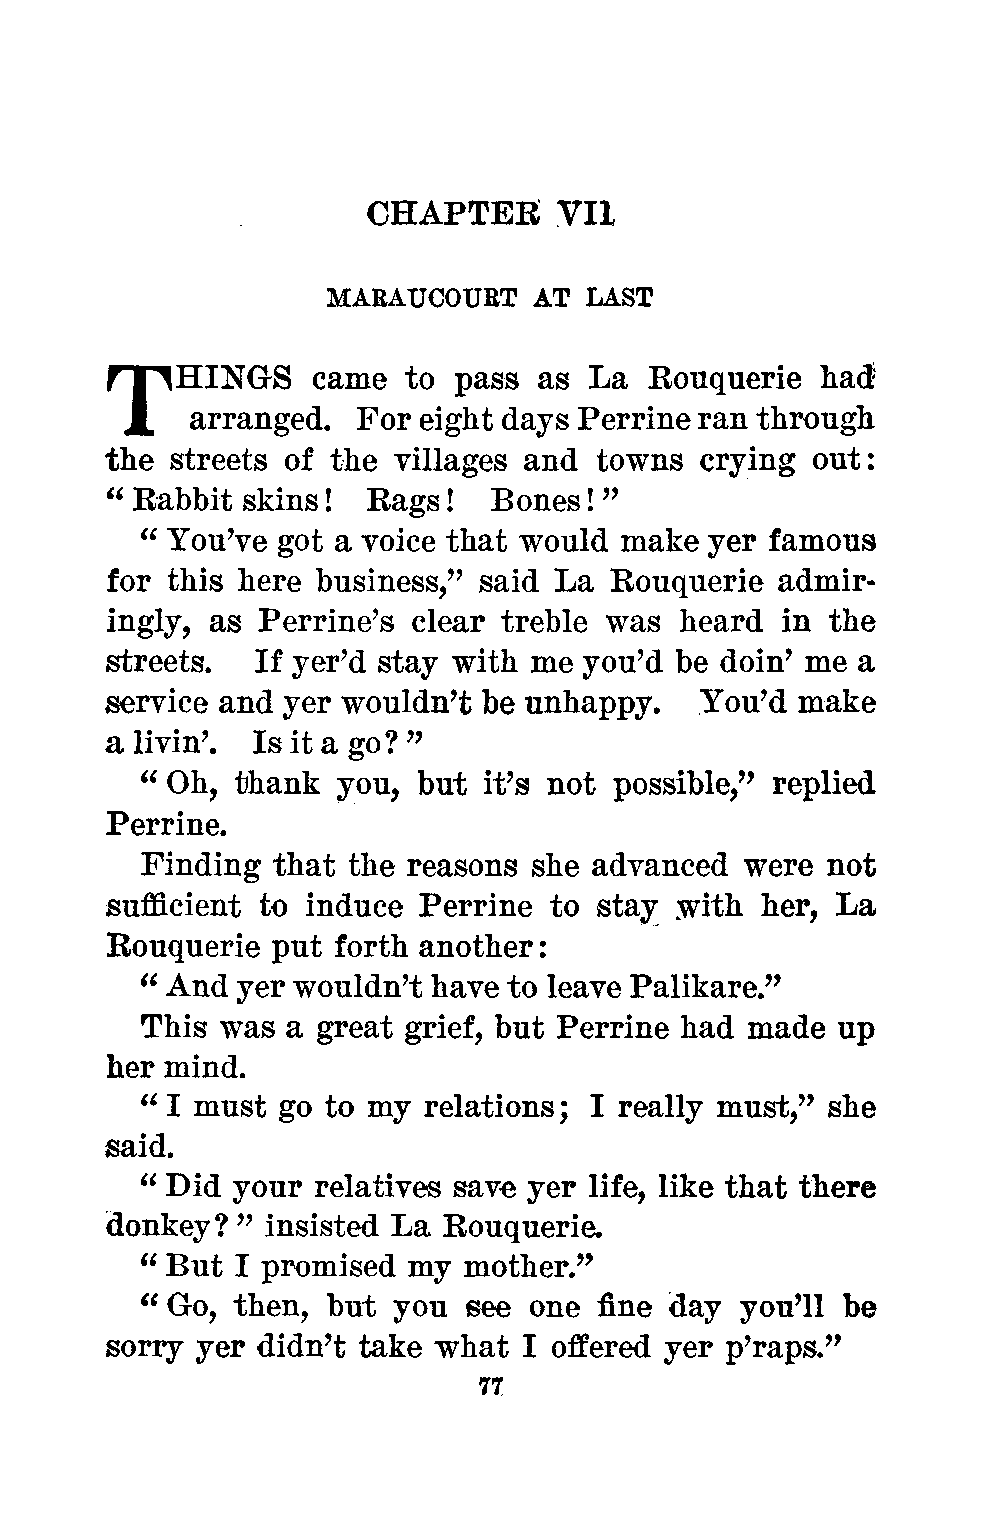 CHAPTER VII
MARAUCOURT AT LAST
THINGS came to pass as La Rouquerie had
arranged. For eight days Perrine ran through
the streets of the villages and towns crying out:
“Rabbit skins! Rags! Bones!”
“You’ve got a voice that would make yer famous
for this here business,” said La Rouquerie admir-
ingly, as Perrine’s clear treble was heard in the
streets. If yer’d stay with me you’d be doin’ me a
service and yer wouldn’t be unhappy. You’d make
a livin’. Is it a go?”
“Oh, thank you, but it’s not possible,” replied
Perrine.
Finding that the reasons she advanced were not
sufficient to induce Perrine to stay with her, La
Rouquerie put forth another:
“And yer wouldn’t have to leave Palikare.”
This was a great grief, but Perrine had made up
her mind.
“I must go to my relations; I really must,” she
said.
“Did your relatives save yer life, like that there
donkey?” insisted La Rouquerie.
“But I promised my mother.”
“Go, then, but you see one fine day you’ll be
sorry yer didn’t take what I offered yer p’raps.”
77